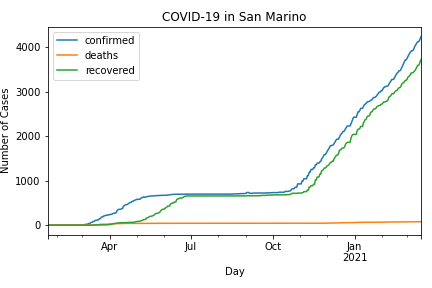 COVID-19 in San Marino
confirmed
deaths
recovered
Number of Cases
4000
3000
2000
1000
0
Apr
Jul
Oct
Jan
2021
Day